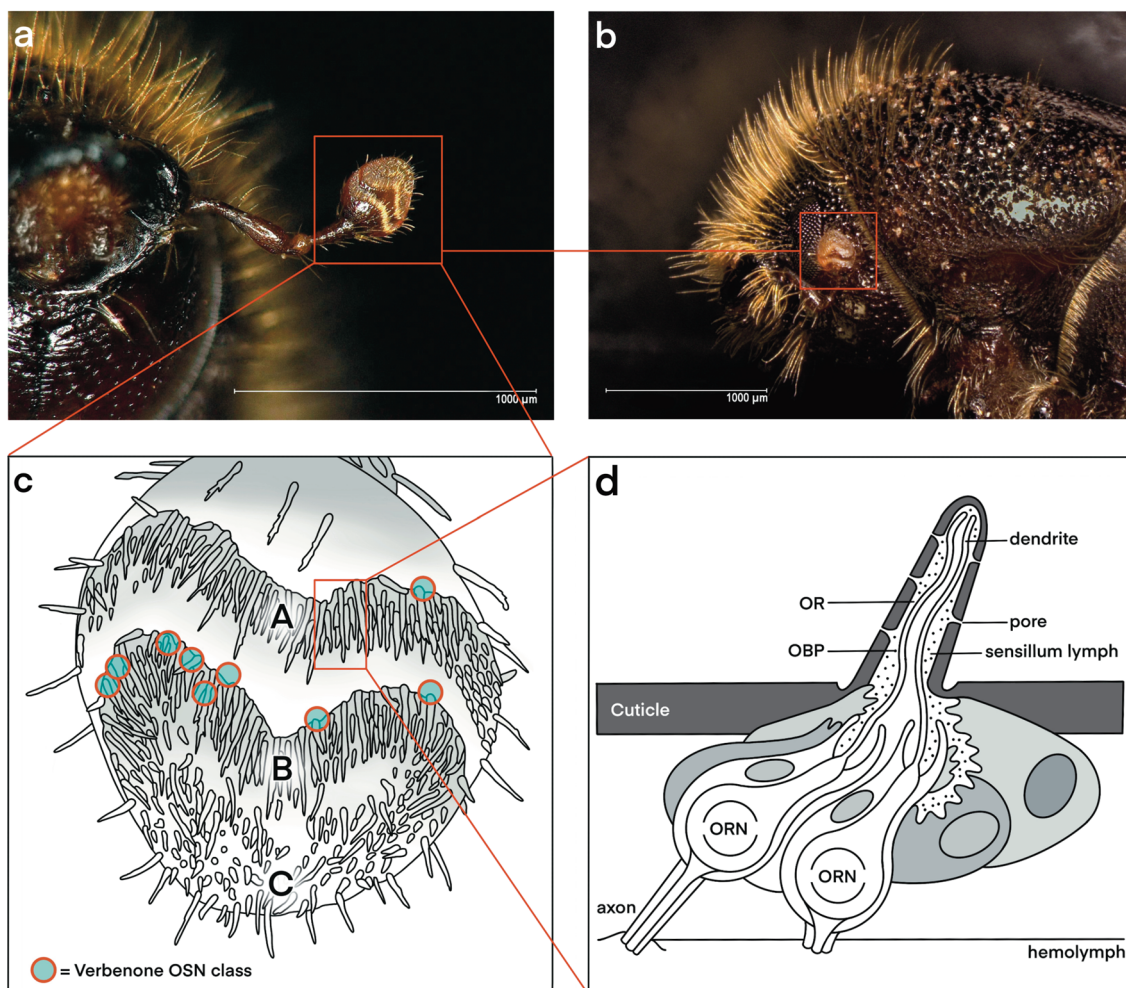 a
1000 µm
b
1000 µm
c
A
B
C
= Verbenone OSN class
d
dendrite
OR
pore
OBP
sensillum lymph
Cuticle
ORN
ORN
axon
hemolymph